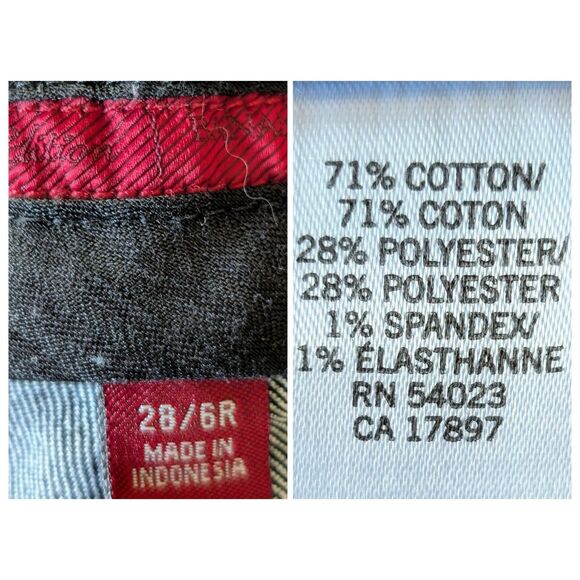 28/6R
MADE IN
INDONESIA
71% COTTON/
71% COTON
28% POLYESTER/
28% POLYESTER
1% SPANDEX/
1% ÉLASTHANNE
RN 54023
CA 17897